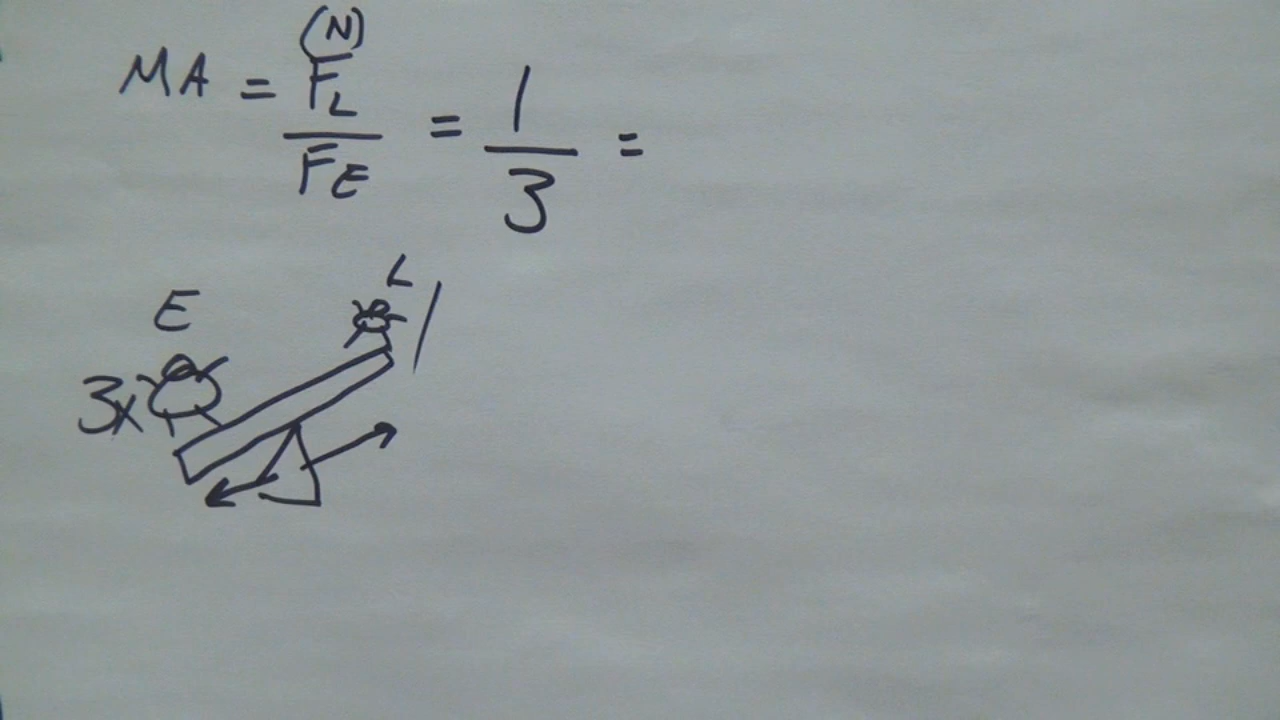 MA = (N) F_L / F_E = 1 / 3 =
E L
3x 1